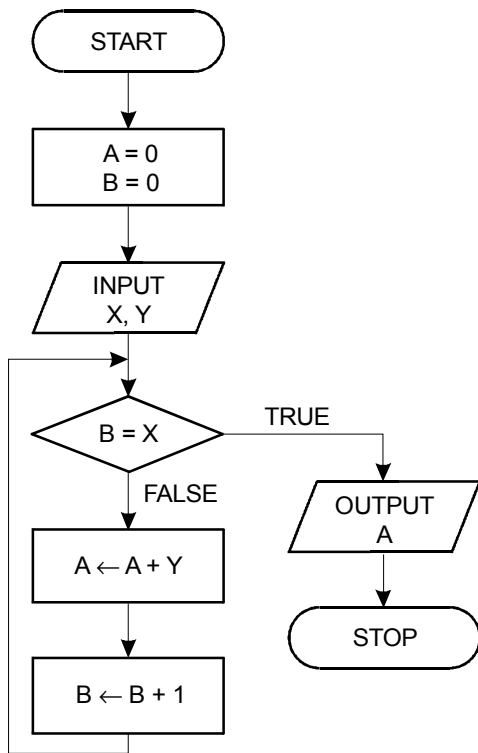 START
A = 0
B = 0
INPUT
X, Y
B = X
TRUE
FALSE
OUTPUT
A
A ← A + Y
STOP
B ← B + 1